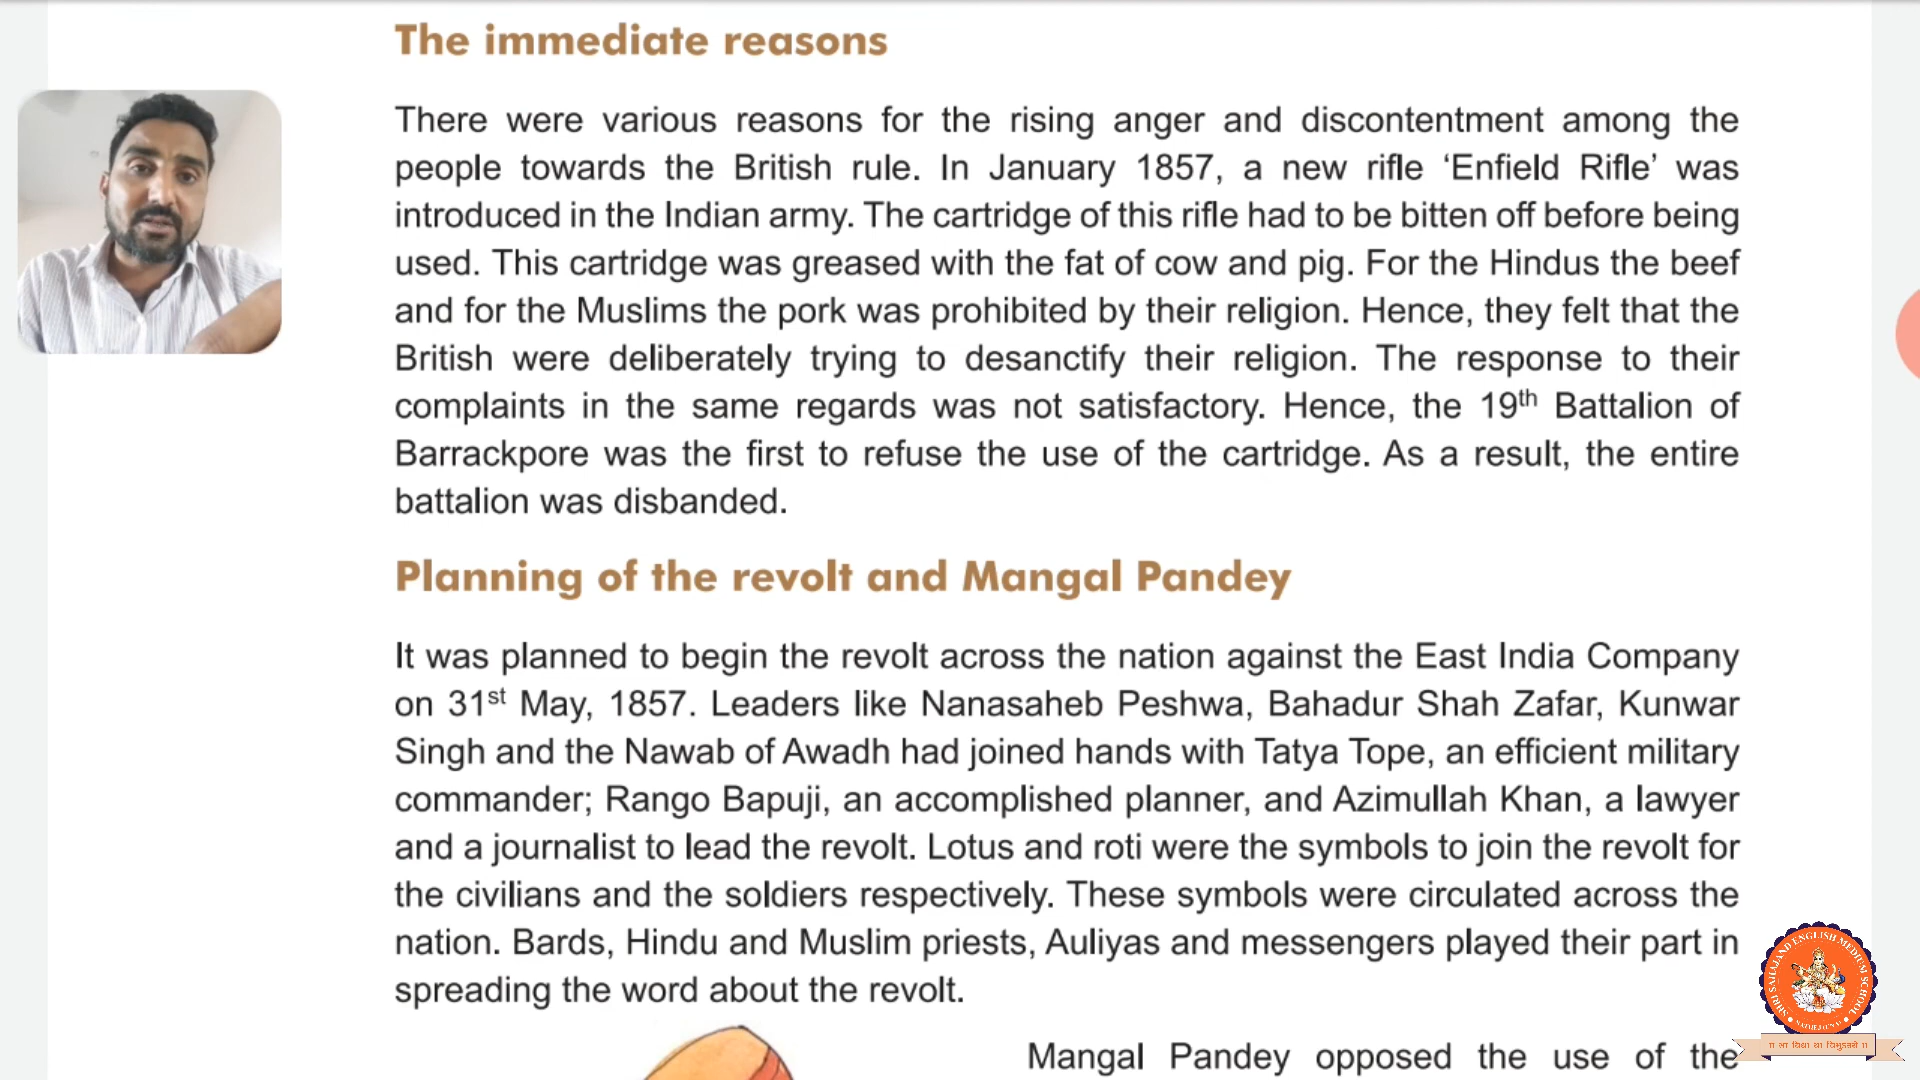 The immediate reasons
There were various reasons for the rising anger and discontentment among the
people towards the British rule. In January 1857, a new rifle ‘Enfield Rifle’ was
introduced in the Indian army. The cartridge of this rifle had to be bitten off before being
used. This cartridge was greased with the fat of cow and pig. For the Hindus the beef
and for the Muslims the pork was prohibited by their religion. Hence, they felt that the
British were deliberately trying to desanctify their religion. The response to their
complaints in the same regards was not satisfactory. Hence, the 19th Battalion of
Barrackpore was the first to refuse the use of the cartridge. As a result, the entire
battalion was disbanded.
Planning of the revolt and Mangal Pandey
It was planned to begin the revolt across the nation against the East India Company
on 31st May, 1857. Leaders like Nanasaheb Peshwa, Bahadur Shah Zafar, Kunwar
Singh and the Nawab of Awadh had joined hands with Tatya Tope, an efficient military
commander; Rango Bapuji, an accomplished planner, and Azimullah Khan, a lawyer
and a journalist to lead the revolt. Lotus and roti were the symbols to join the revolt for
the civilians and the soldiers respectively. These symbols were circulated across the
nation. Bards, Hindu and Muslim priests, Auliyas and messengers played their part in
spreading the word about the revolt.
Mangal Pandey opposed the use of the
SHRI SAHAJANAND ENGLISH MEDIUM SCHOOL
॥ सा विद्या या विमुक्तये ॥